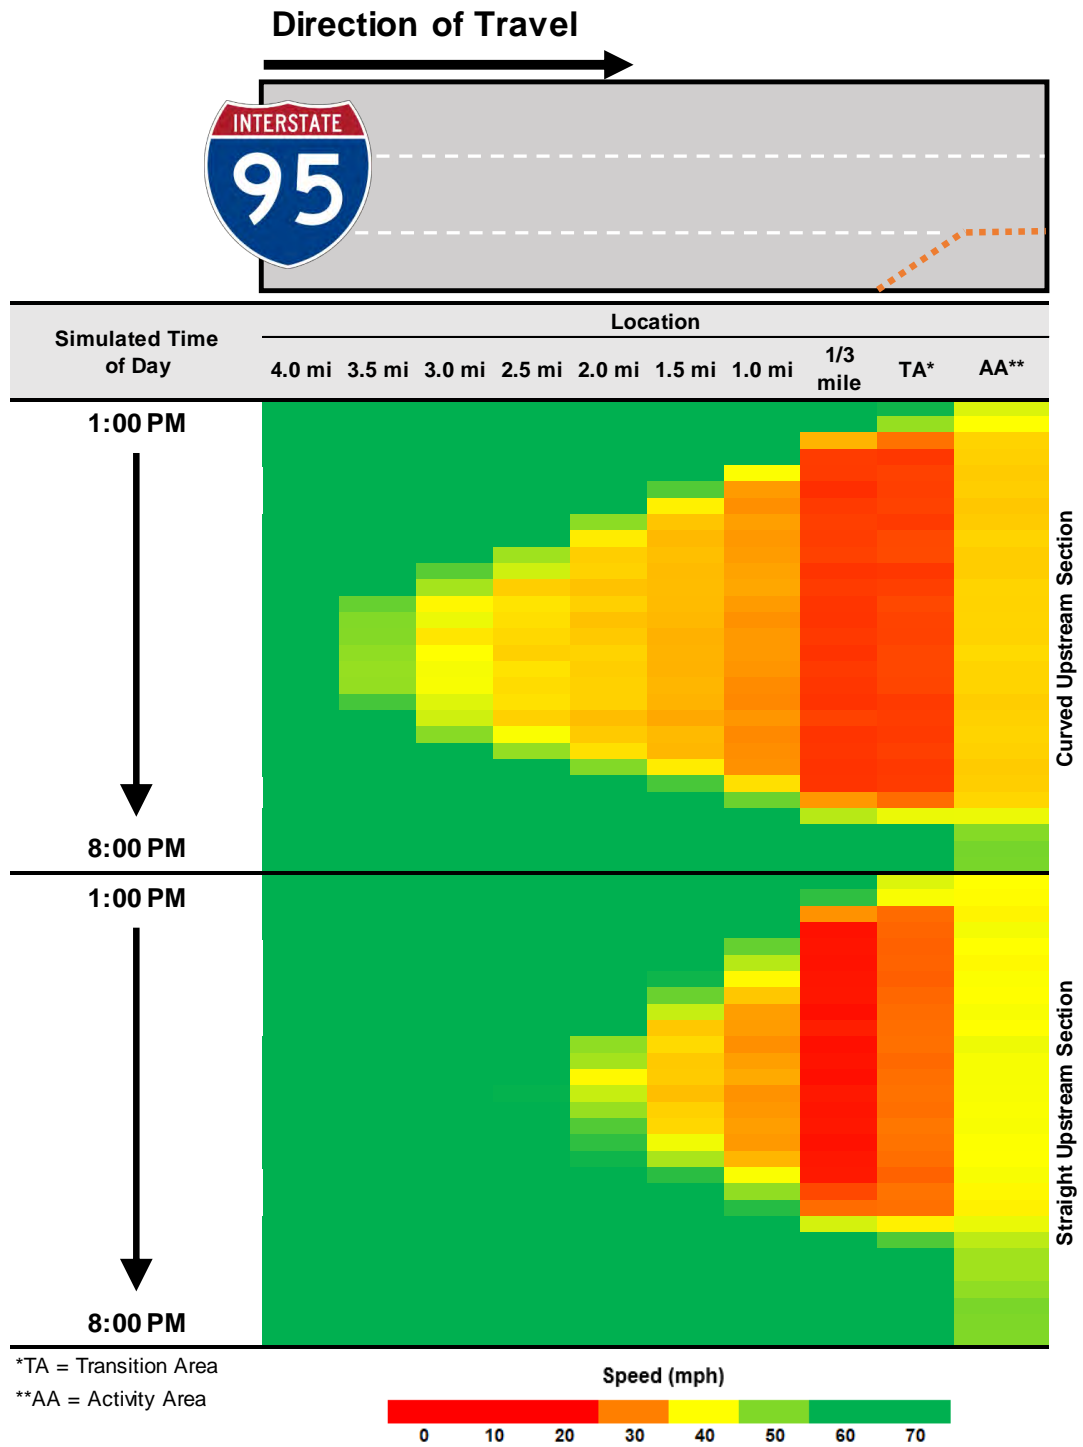 Direction of Travel
INTERSTATE
95
Simulated Time
of Day
Location
4.0 mi 3.5 mi 3.0 mi 2.5 mi 2.0 mi 1.5 mi 1.0 mi 1/3 mile TA* AA**
1:00 PM
8:00 PM
Curved Upstream Section
1:00 PM
8:00 PM
Straight Upstream Section
*TA = Transition Area
**AA = Activity Area
Speed (mph)
0 10 20 30 40 50 60 70